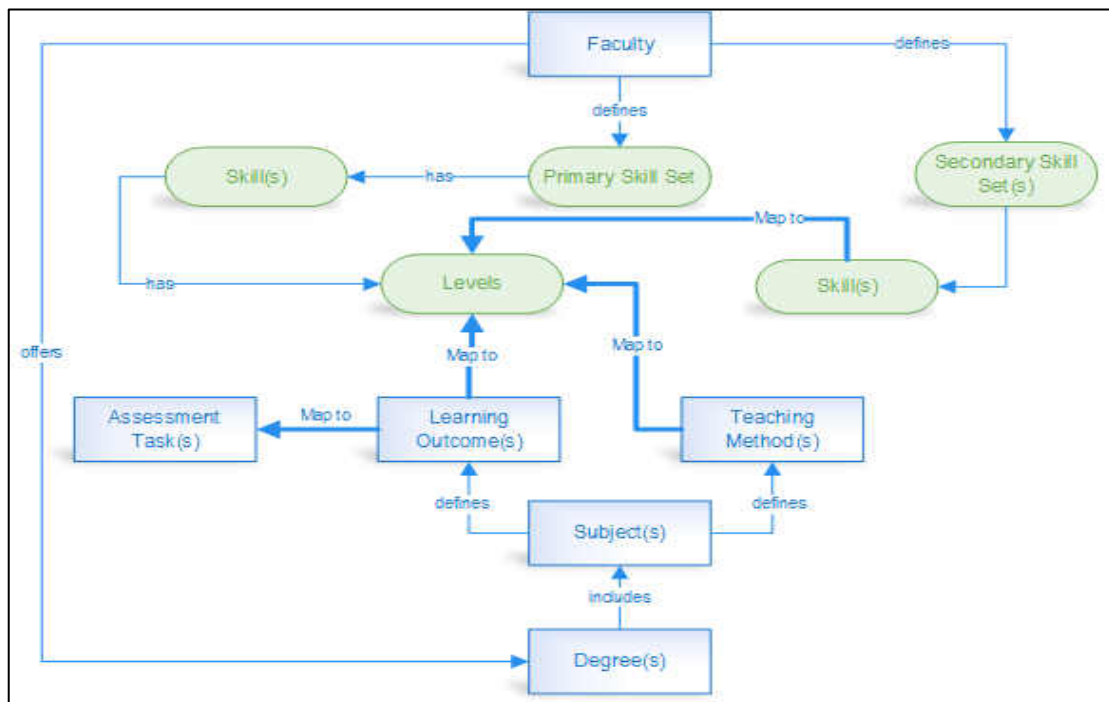 Faculty
defines
defines
Skill(s)
has
Primary Skill Set
Secondary Skill
Set(s)
Map to
has
Levels
Skill(s)
offers
Map to
Map to
Assessment
Task(s)
Map to
Learning
Outcome(s)
Teaching
Method(s)
defines
defines
Subject(s)
includes
Degree(s)